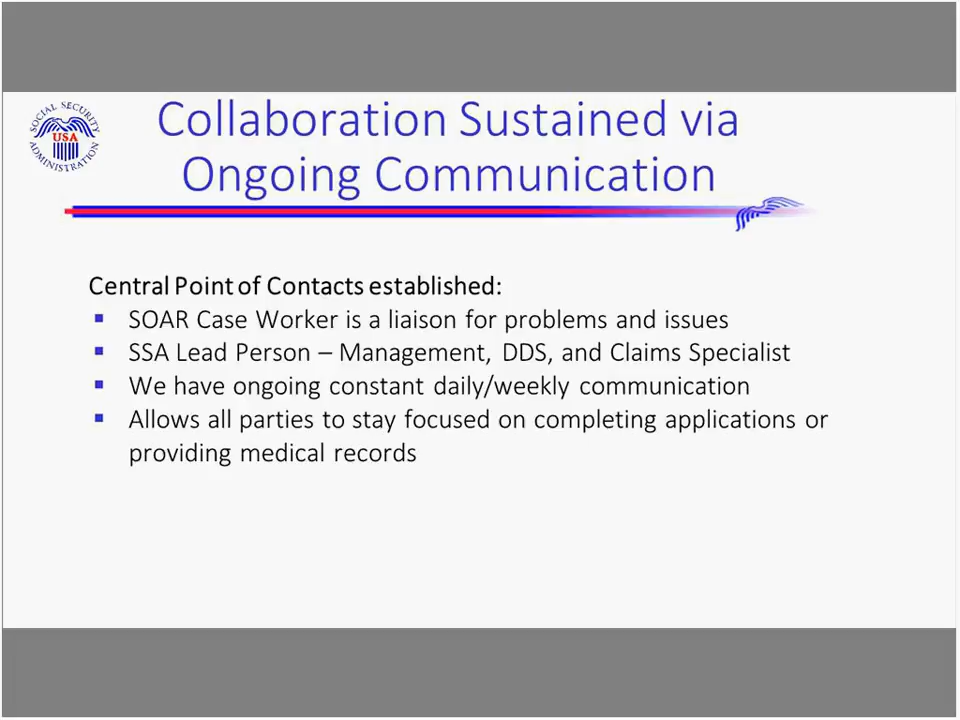 SOCIAL SECURITY
USA
ADMINISTRATION
Collaboration Sustained via
Ongoing Communication
Central Point of Contacts established:
▪ SOAR Case Worker is a liaison for problems and issues
▪ SSA Lead Person – Management, DDS, and Claims Specialist
▪ We have ongoing constant daily/weekly communication
▪ Allows all parties to stay focused on completing applications or
providing medical records